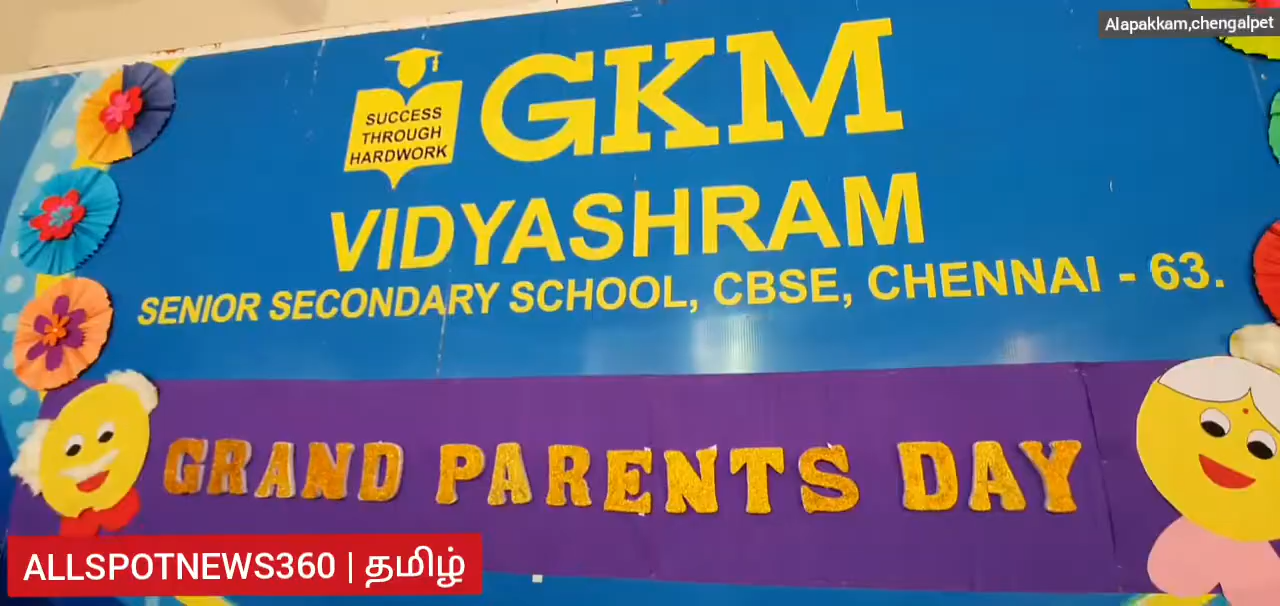 Alapakkam,chengalpet
SUCCESS
THROUGH
HARDWORK
GKM
VIDYASHRAM
SENIOR SECONDARY SCHOOL, CBSE, CHENNAI - 63.
GRAND PARENTS DAY
ALLSPOTNEWS360 | தமிழ்